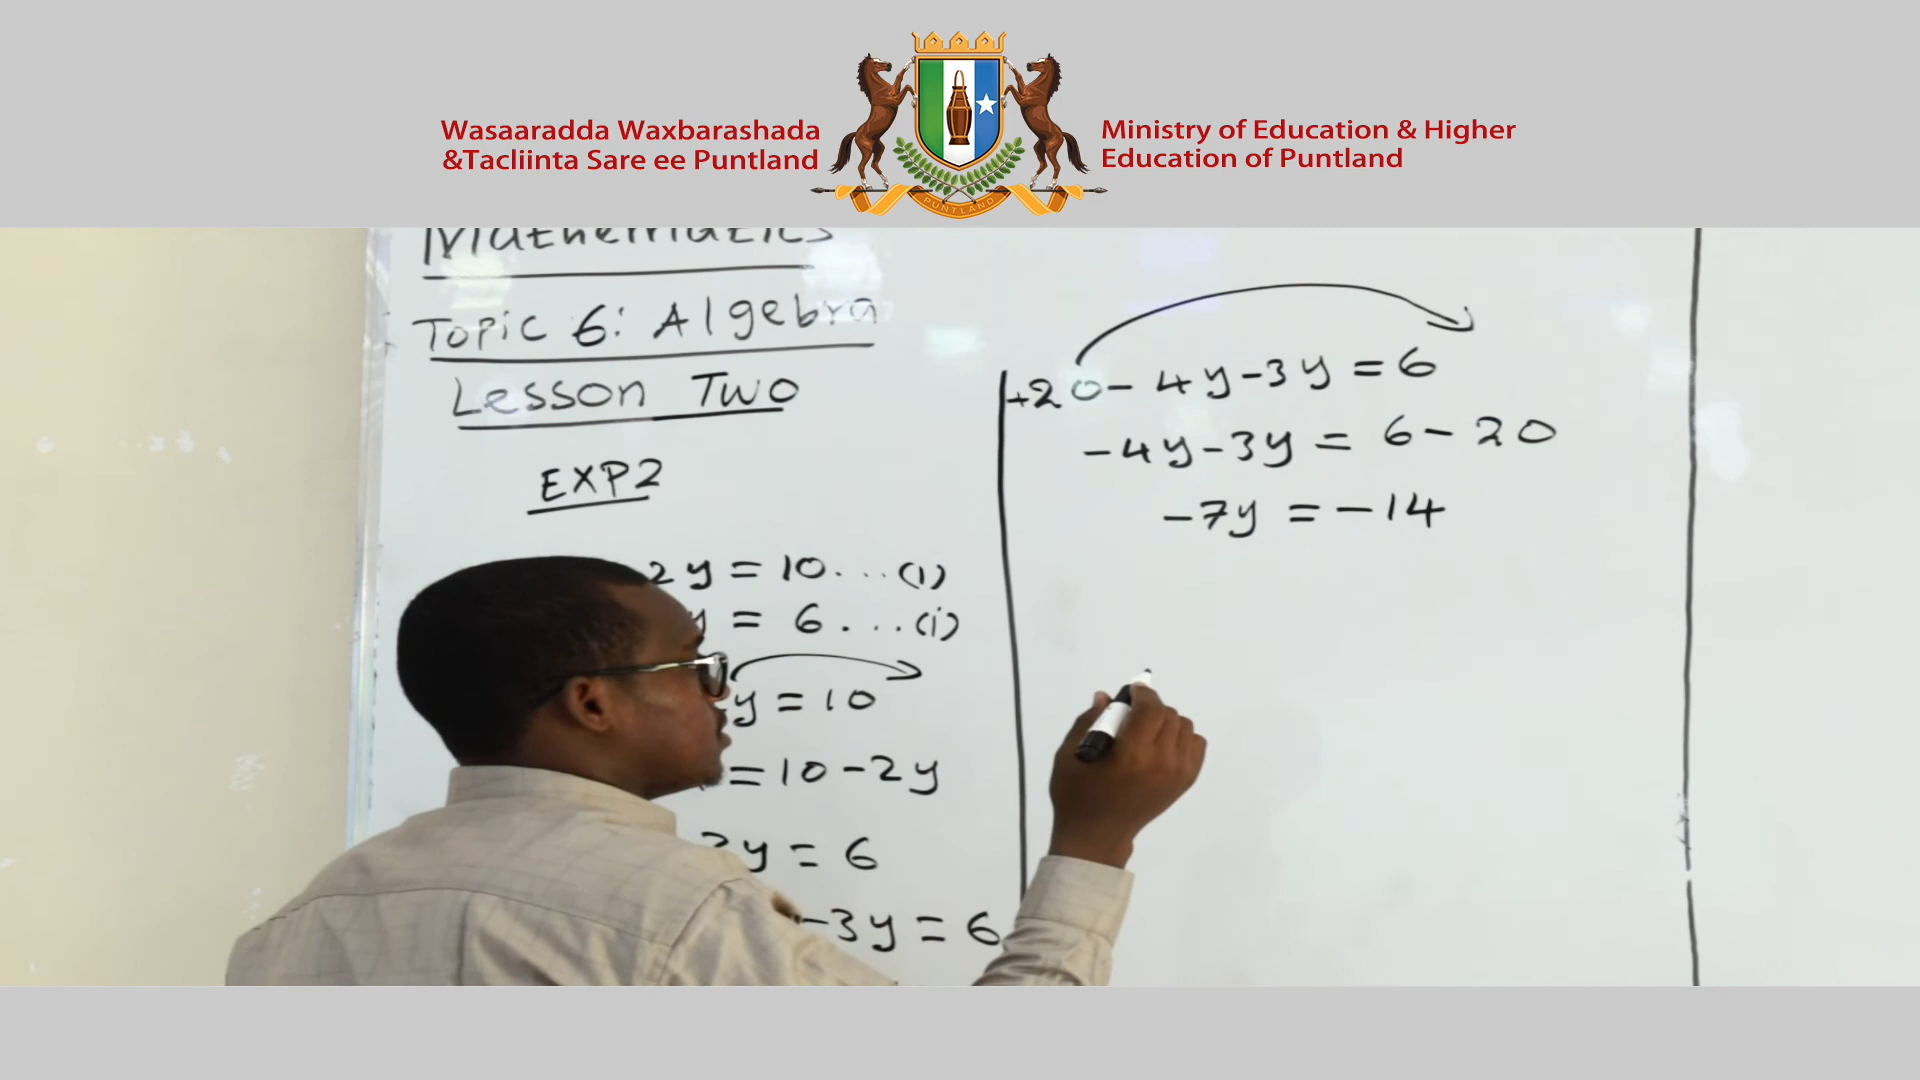 Wasaaradda Waxbarashada
&Tacliinta Sare ee Puntland
PUNTLAND
Ministry of Education & Higher
Education of Puntland
Mathematics
Topic 6: Algebra
Lesson Two
EXP2
2y = 10 ... (i)
y = 6 ... (i)
y = 10
= 10 - 2y
y = 6
- 3y = 6
+20 - 4y - 3y = 6
-4y - 3y = 6 - 20
-7y = -14